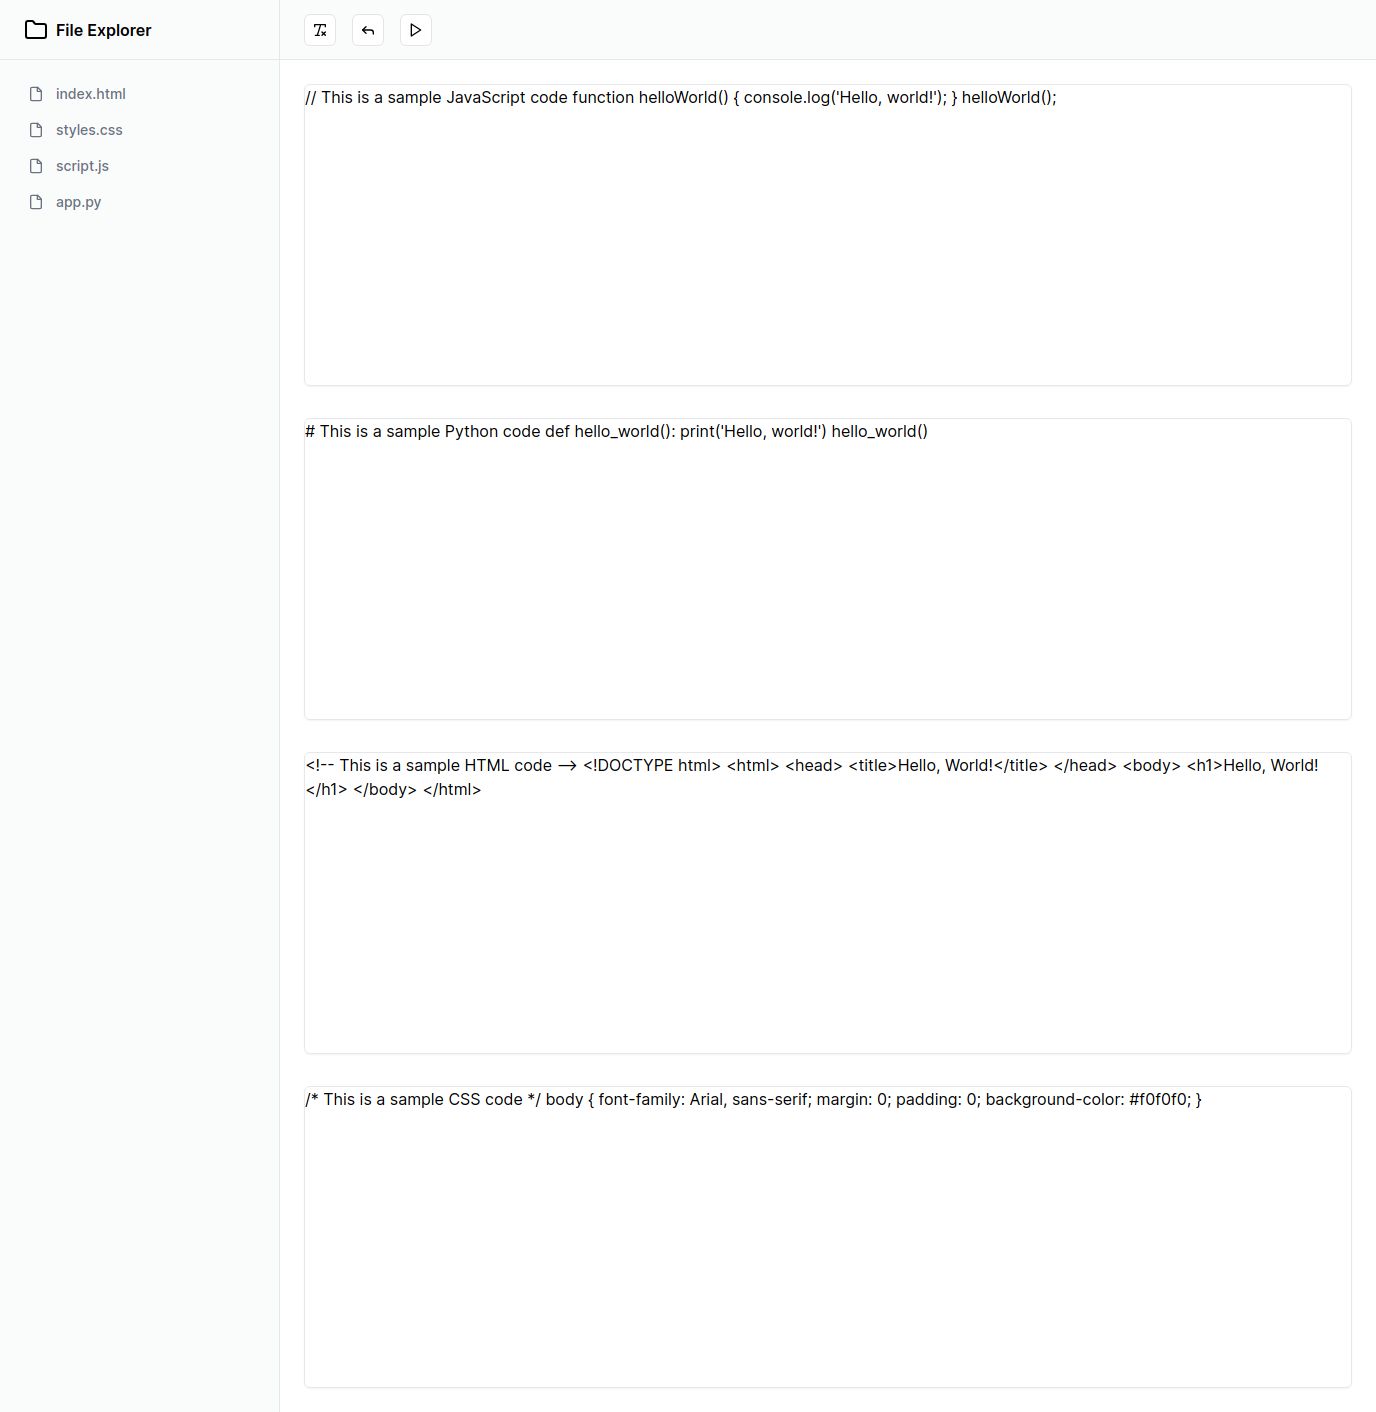 File Explorer
index.html
styles.css
script.js
app.py
// This is a sample JavaScript code function helloWorld() { console.log('Hello, world!'); } helloWorld();
# This is a sample Python code def hello_world(): print('Hello, world!') hello_world()
<!-- This is a sample HTML code --> <!DOCTYPE html> <html> <head> <title>Hello, World!</title> </head> <body> <h1>Hello, World!
</h1> </body> </html>
/* This is a sample CSS code */ body { font-family: Arial, sans-serif; margin: 0; padding: 0; background-color: #f0f0f0; }